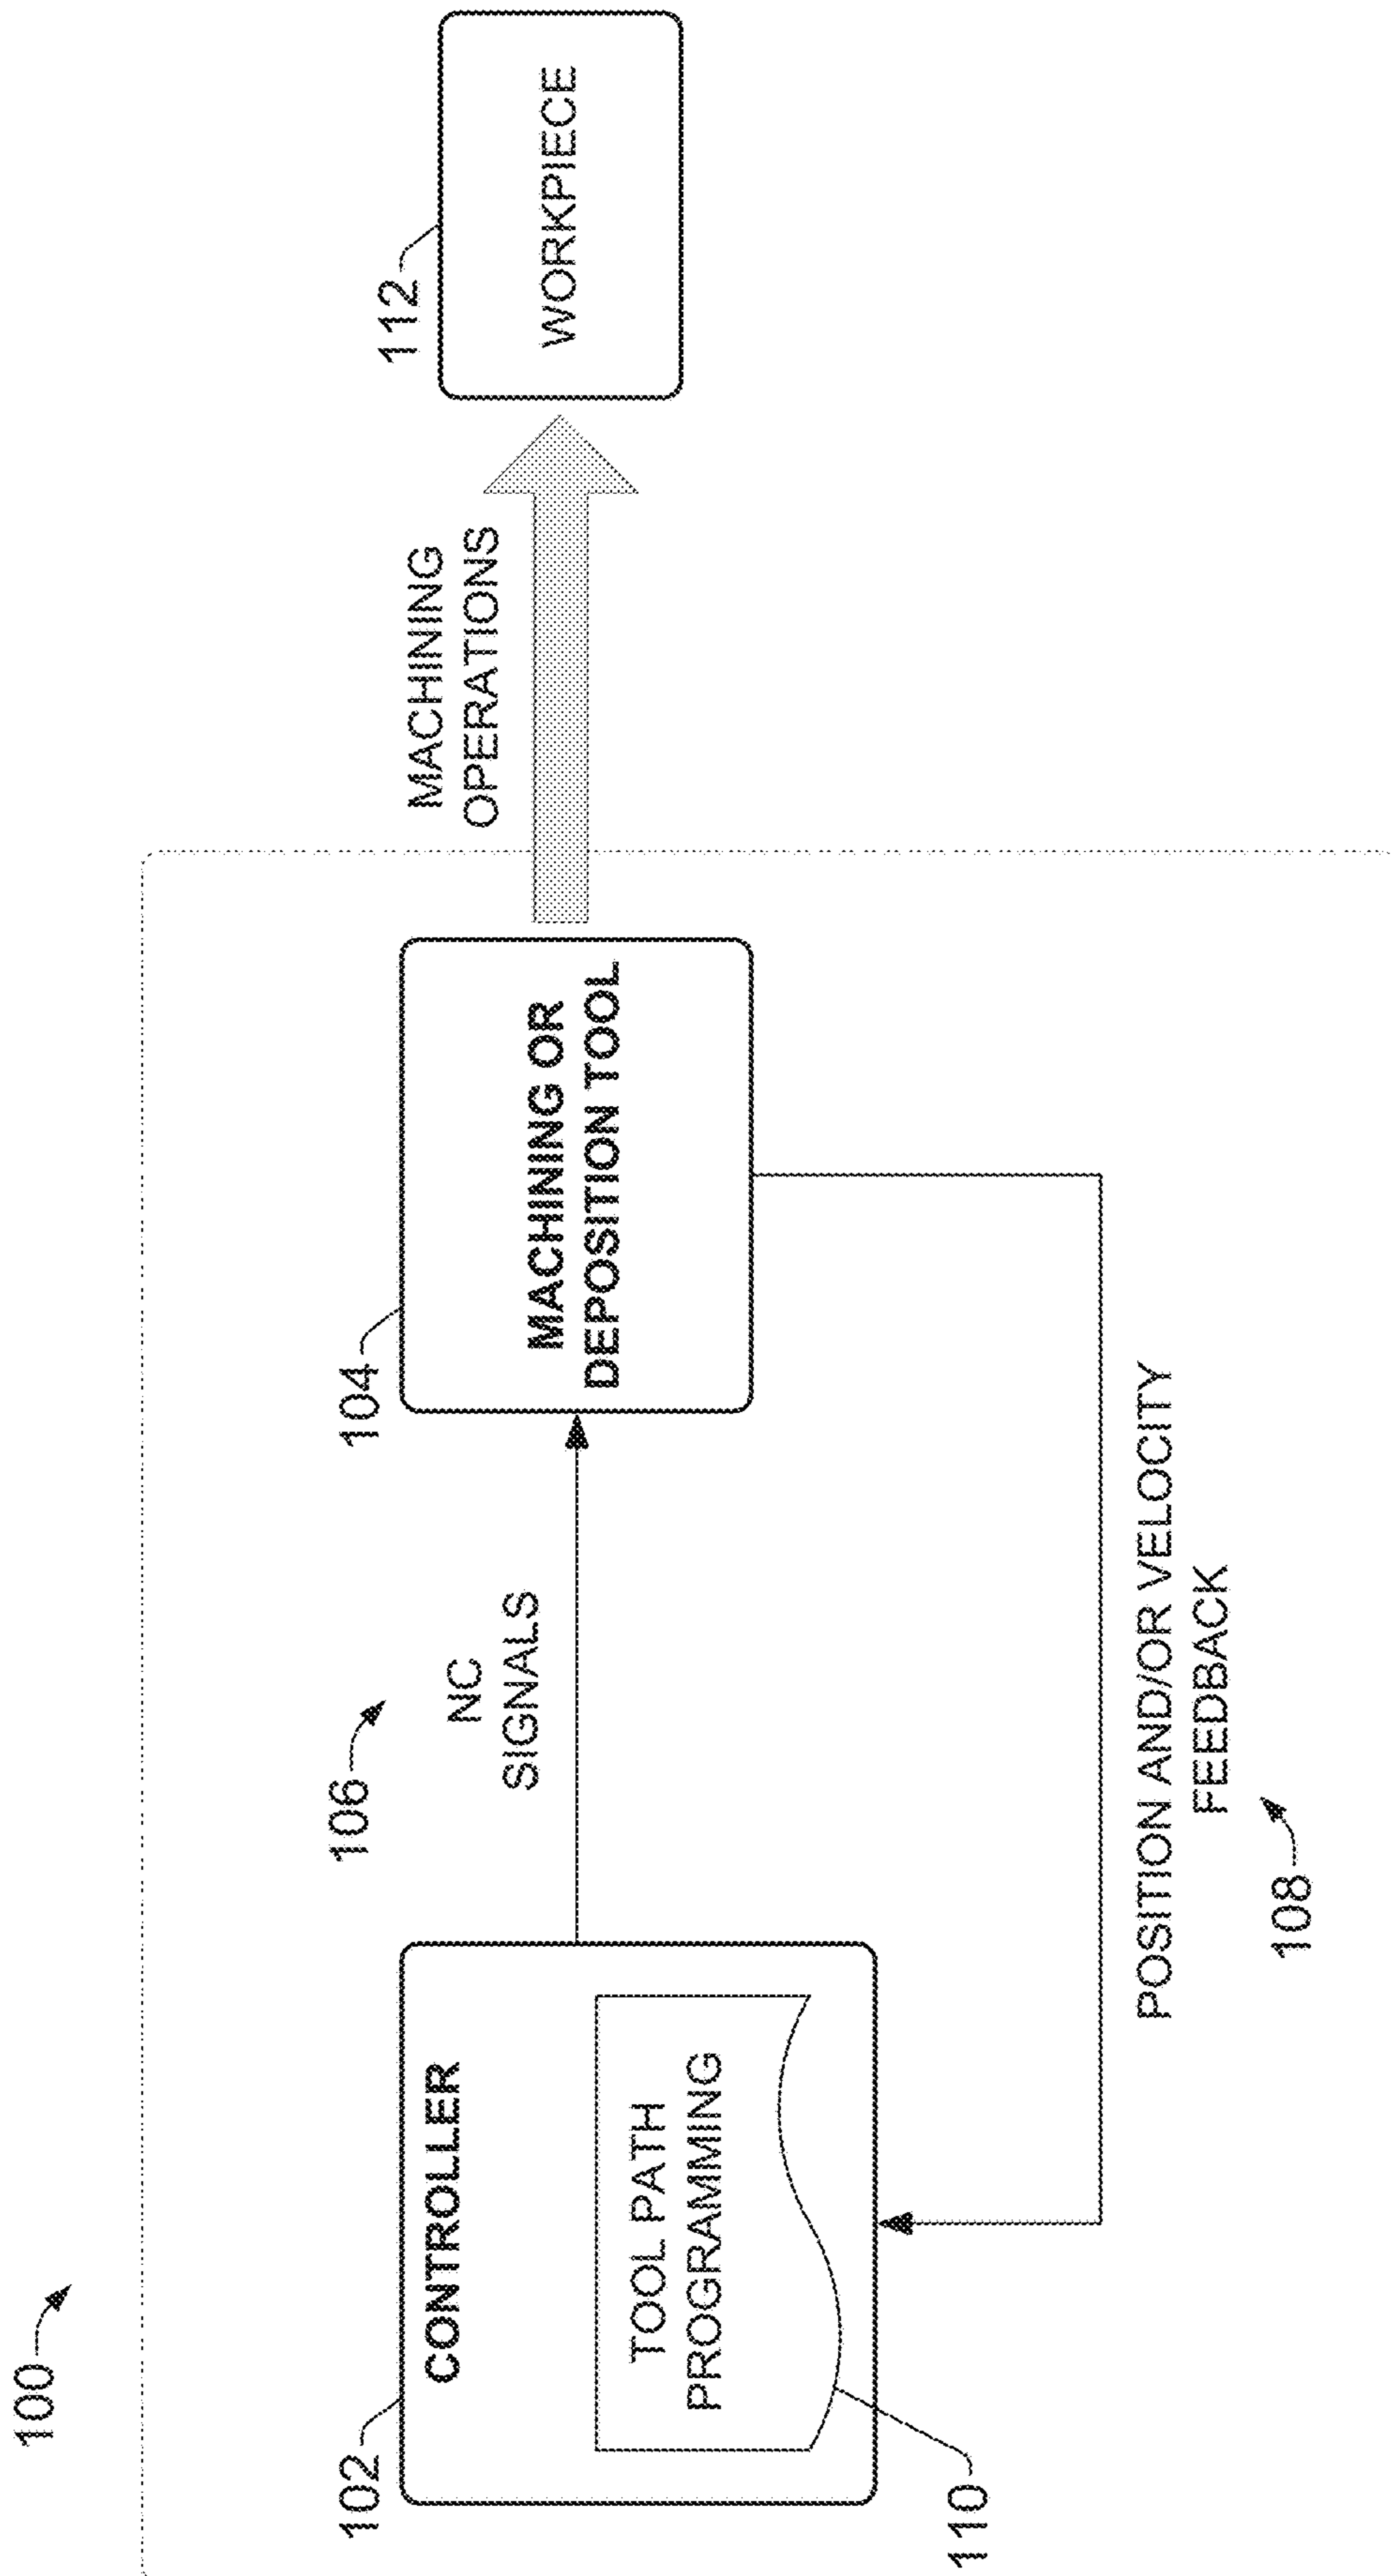 100
102
CONTROLLER
TOOL PATH
PROGRAMMING
110
106
NC
SIGNALS
104
MACHINING OR
DEPOSITION TOOL
POSITION AND/OR VELOCITY
FEEDBACK
108
MACHINING
OPERATIONS
112
WORKPIECE